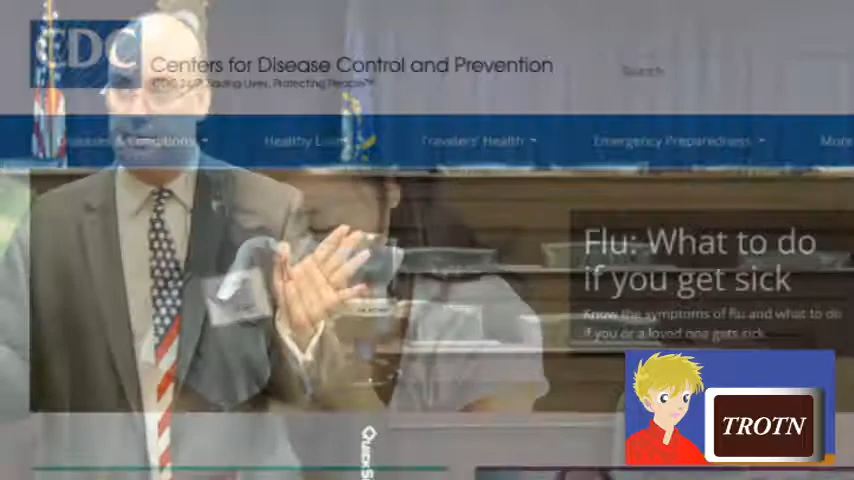 CDC
Centers for Disease Control and Prevention
CDC 24/7: Saving Lives, Protecting People™
Search
Diseases & Conditions
Healthy Living
Travelers' Health
Emergency Preparedness
More
Flu: What to do
if you get sick
Know the symptoms of flu and what to do
if you or a loved one gets sick.
TROTN